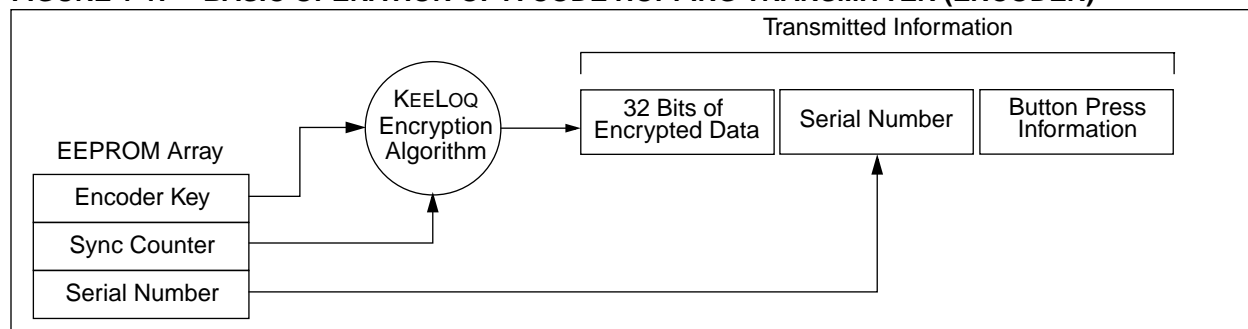 Transmitted Information
KEELOQ
Encryption
Algorithm
32 Bits of
Encrypted Data
Serial Number
Button Press
Information
EEPROM Array
Encoder Key
Sync Counter
Serial Number